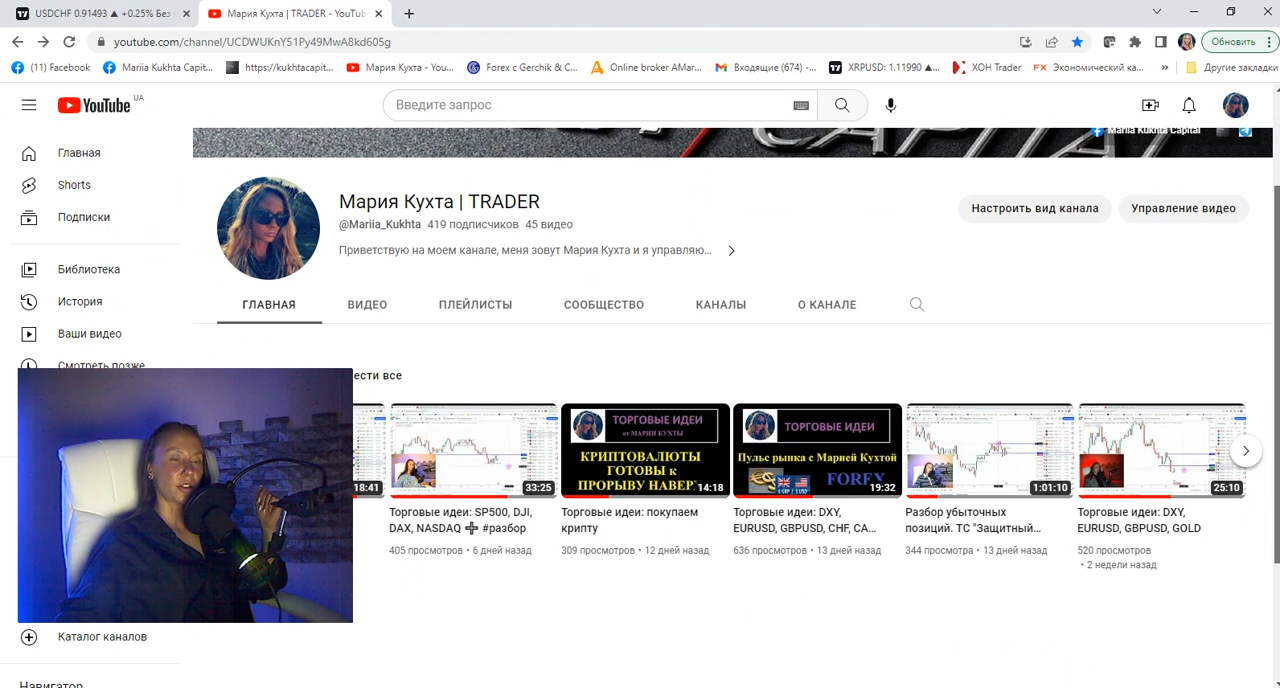 USDCHF 0.91493 ▲ +0.25% Без
Мария Кухта | TRADER - YouTub
youtube.com/channel/UCDWUKnY51Py49MwA8kd605g
Обновить
(11) Facebook
Mariia Kukhta Capit...
https://kukhtacapit...
Мария Кухта - You...
Forex c Gerchik & C...
Online broker AMar...
Входящие (674) -...
XRPUSD: 1.11990 ▲...
ХОН Trader
FX Экономический ка...
»
Другие закладки
YouTube UA
Введите запрос
Mariia Kukhta Capital
Главная
Shorts
Подписки
Библиотека
История
Ваши видео
Смотреть позже
Каталог каналов
Навигатор
Мария Кухта | TRADER
@Mariia_Kukhta 419 подписчиков 45 видео
Приветствую на моем канале, меня зовут Мария Кухта и я управляю...
Настроить вид канала
Управление видео
ГЛАВНАЯ ВИДЕО ПЛЕЙЛИСТЫ СООБЩЕСТВО КАНАЛЫ О КАНАЛЕ
ести все
18:41
33:25
Торговые идеи: SP500, DJI,
DAX, NASDAQ ➕ #разбор
405 просмотров • 6 дней назад
ТОРГОВЫЕ ИДЕИ
от МАРИИ КУХТЫ
КРИПТОВАЛЮТЫ
ГОТОВЫ к
ПРОРЫВУ НАВЕР
14:18
Торговые идеи: покупаем
крипту
309 просмотров • 12 дней назад
ТОРГОВЫЕ ИДЕИ
Пульс рынка с Марией Кухтой
GBP / USD
FOREX
19:32
Торговые идеи: DXY,
EURUSD, GBPUSD, CHF, CA...
636 просмотров • 13 дней назад
1:01:10
Разбор убыточных
позиций. ТС "Защитный...
344 просмотра • 13 дней назад
25:10
Торговые идеи: DXY,
EURUSD, GBPUSD, GOLD
520 просмотров
• 2 недели назад